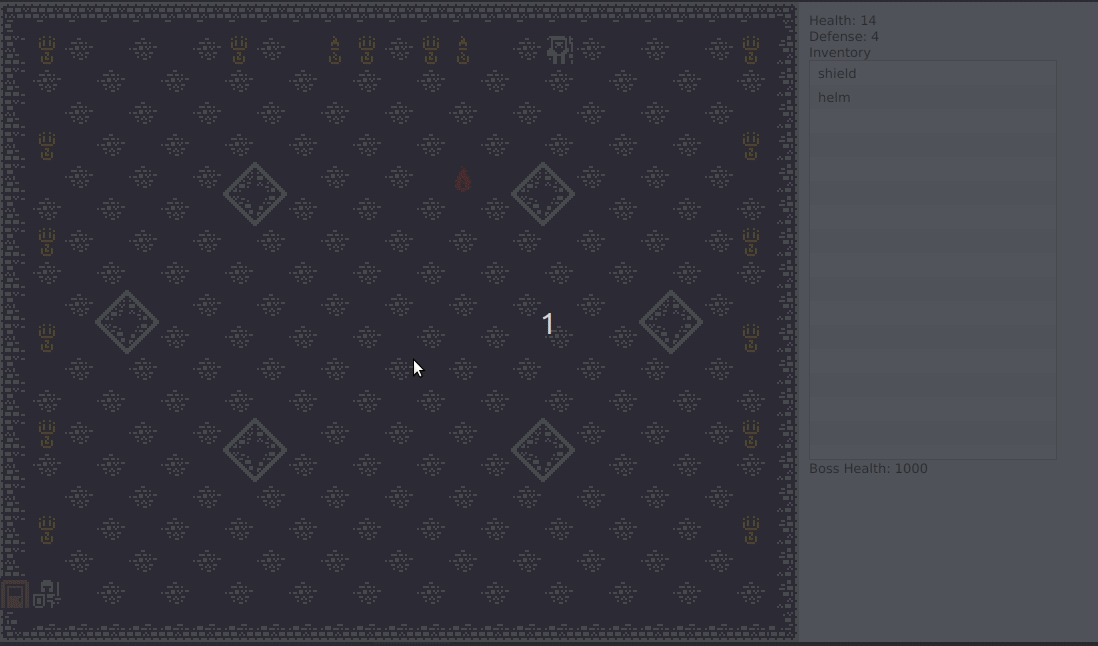 Health: 14
Defense: 4
Inventory
shield
helm
1
Boss Health: 1000